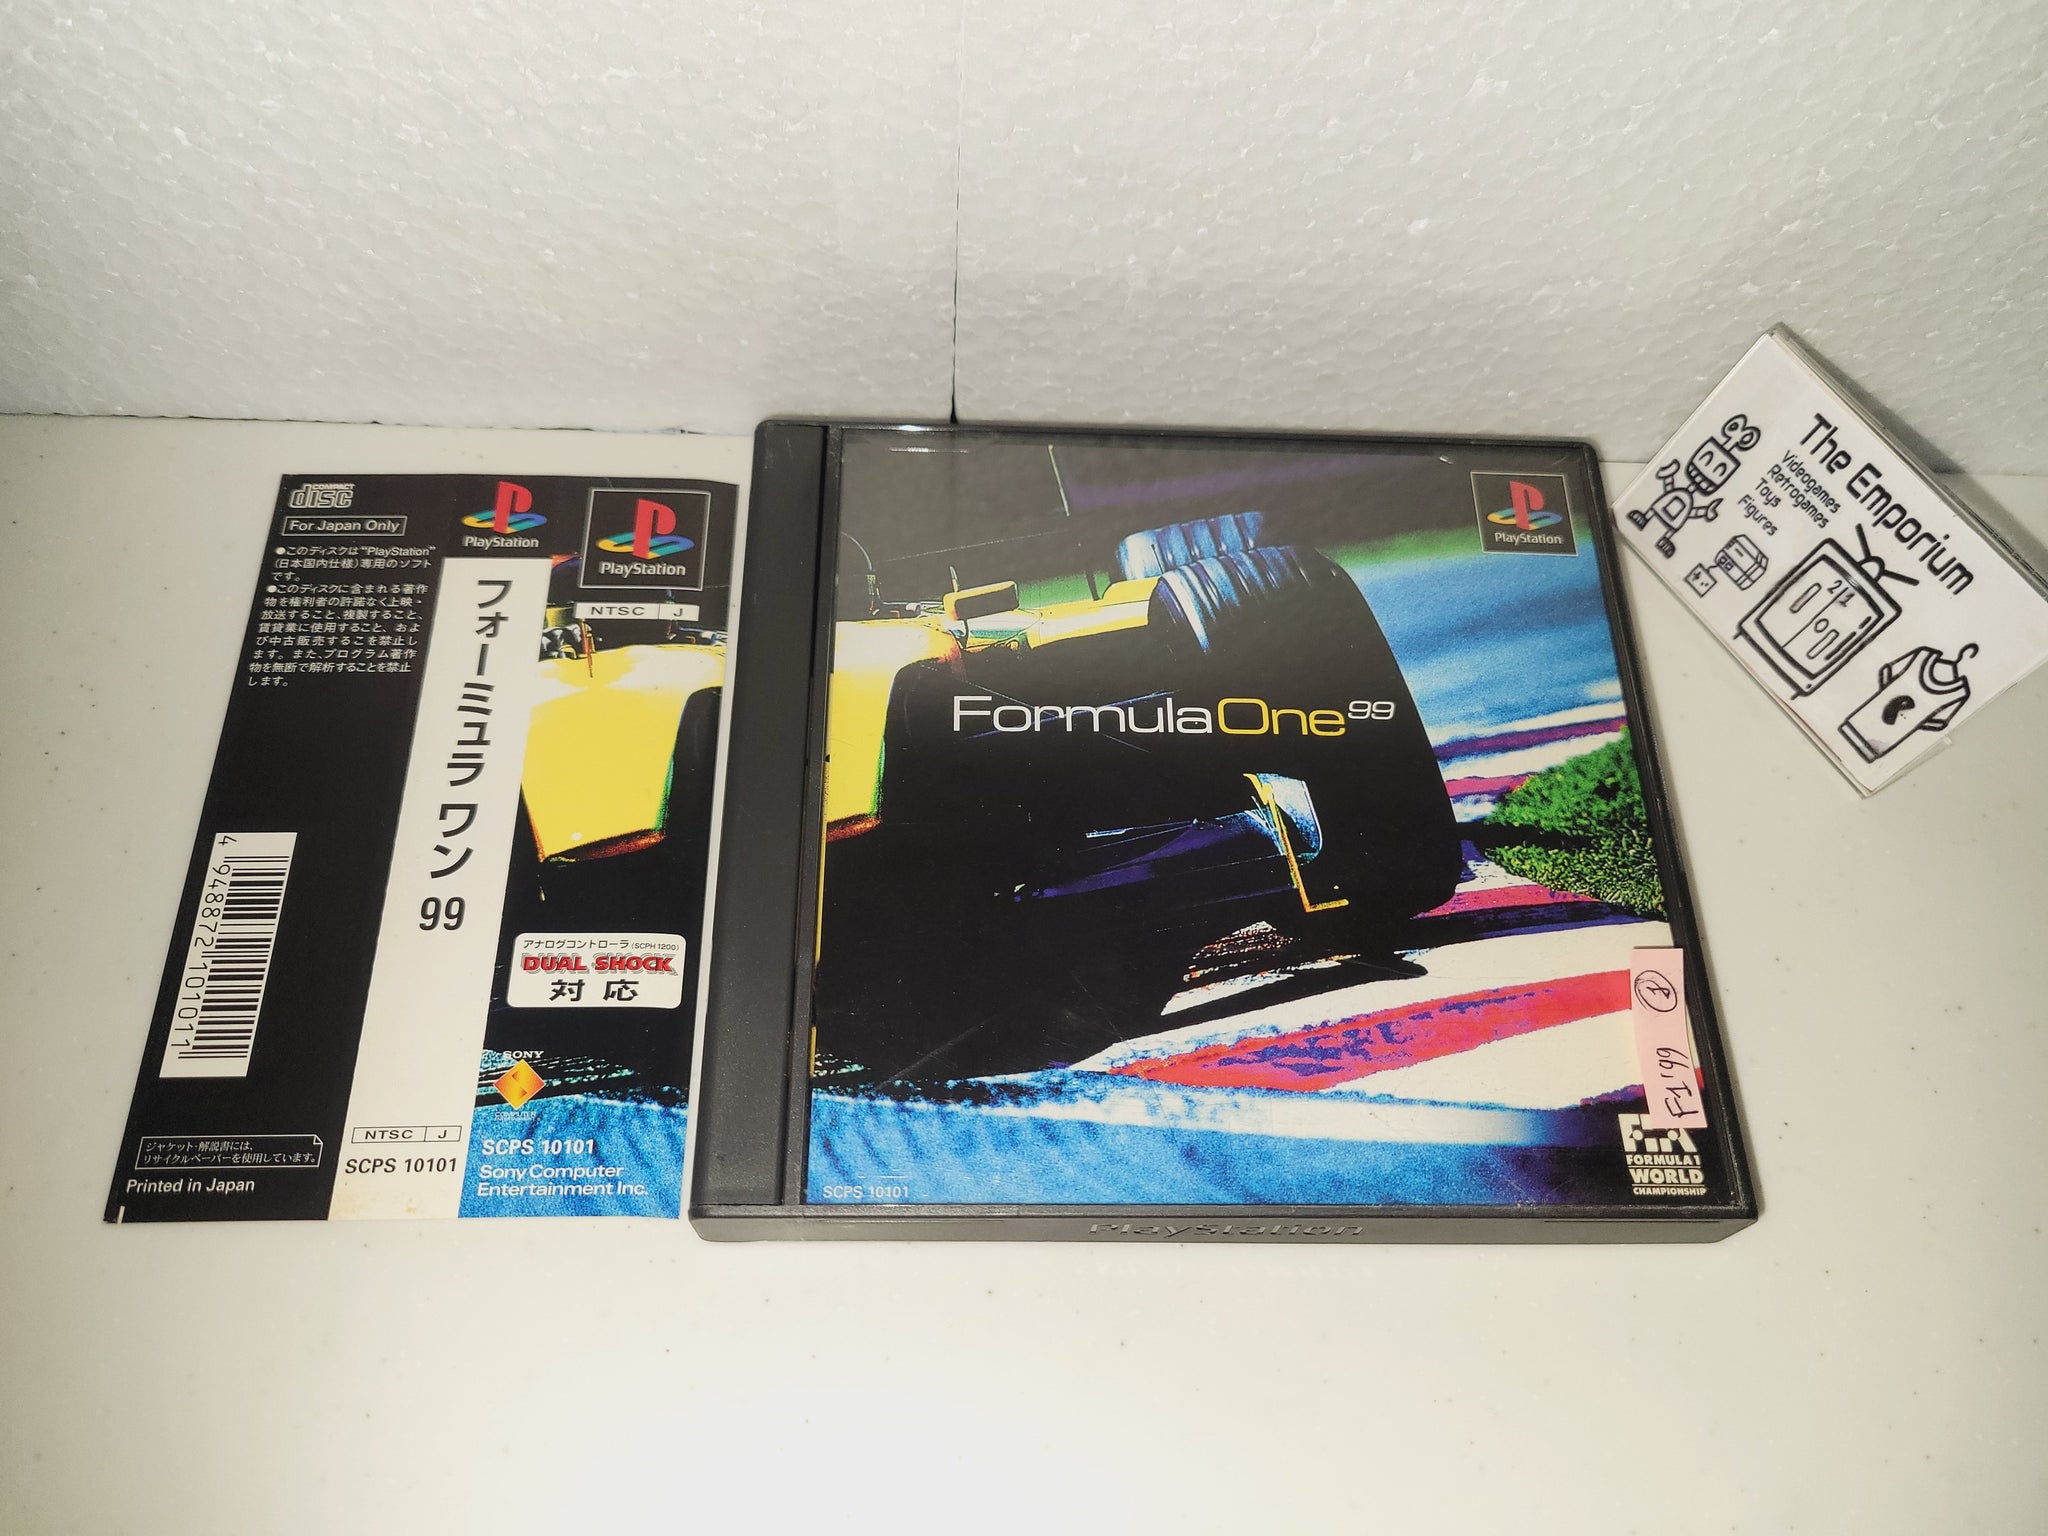 COMPACT
disc
For Japan Only
●このディスクは"PlayStation"
(日本国内仕様)専用のソフト
です。
●このディスクに含まれる著作
物を権利者の許諾なく上映・
放送すること、複製すること、
賃貸業に使用すること、およ
び中古販売するこを禁止し
ます。また、プログラム著作
物を無断で解析することを禁止
します。
4 948872 101011
ジャケット・解説書には、
リサイクルペーパーを使用しています。
Printed in Japan
PlayStation
フォーミュラ ワン 99
NTSC J
SCPS 10101
PlayStation
NTSC J
アナログコントローラ (SCPH 1200)
DUAL SHOCK
対応
SONY
COMPUTER
SCPS 10101
Sony Computer
Entertainment Inc.
PlayStation
Formula One 99
SCPS 10101
F1'99
FIA
FORMULA 1
WORLD
CHAMPIONSHIP
PlayStation
The Emporium
Videogames
Retrogames
Toys
Figures